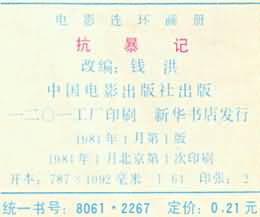 电影连环画册
抗暴记
改编：钱洪
中国电影出版社出版
一二〇一工厂印刷 新华书店发行
1984年1月第1版
1984年1月北京第1次印刷
开本：787×1092毫米 1/64 印张：2
统一书号：8061·2267 定价：0.21元